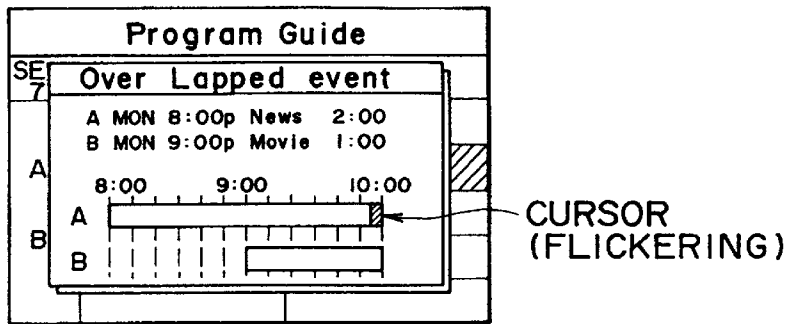 Program Guide
SE
7
Over Lapped event
A MON 8:00p News 2:00
B MON 9:00p Movie 1:00
A
8:00 9:00 10:00
A
CURSOR
(FLICKERING)
B
B